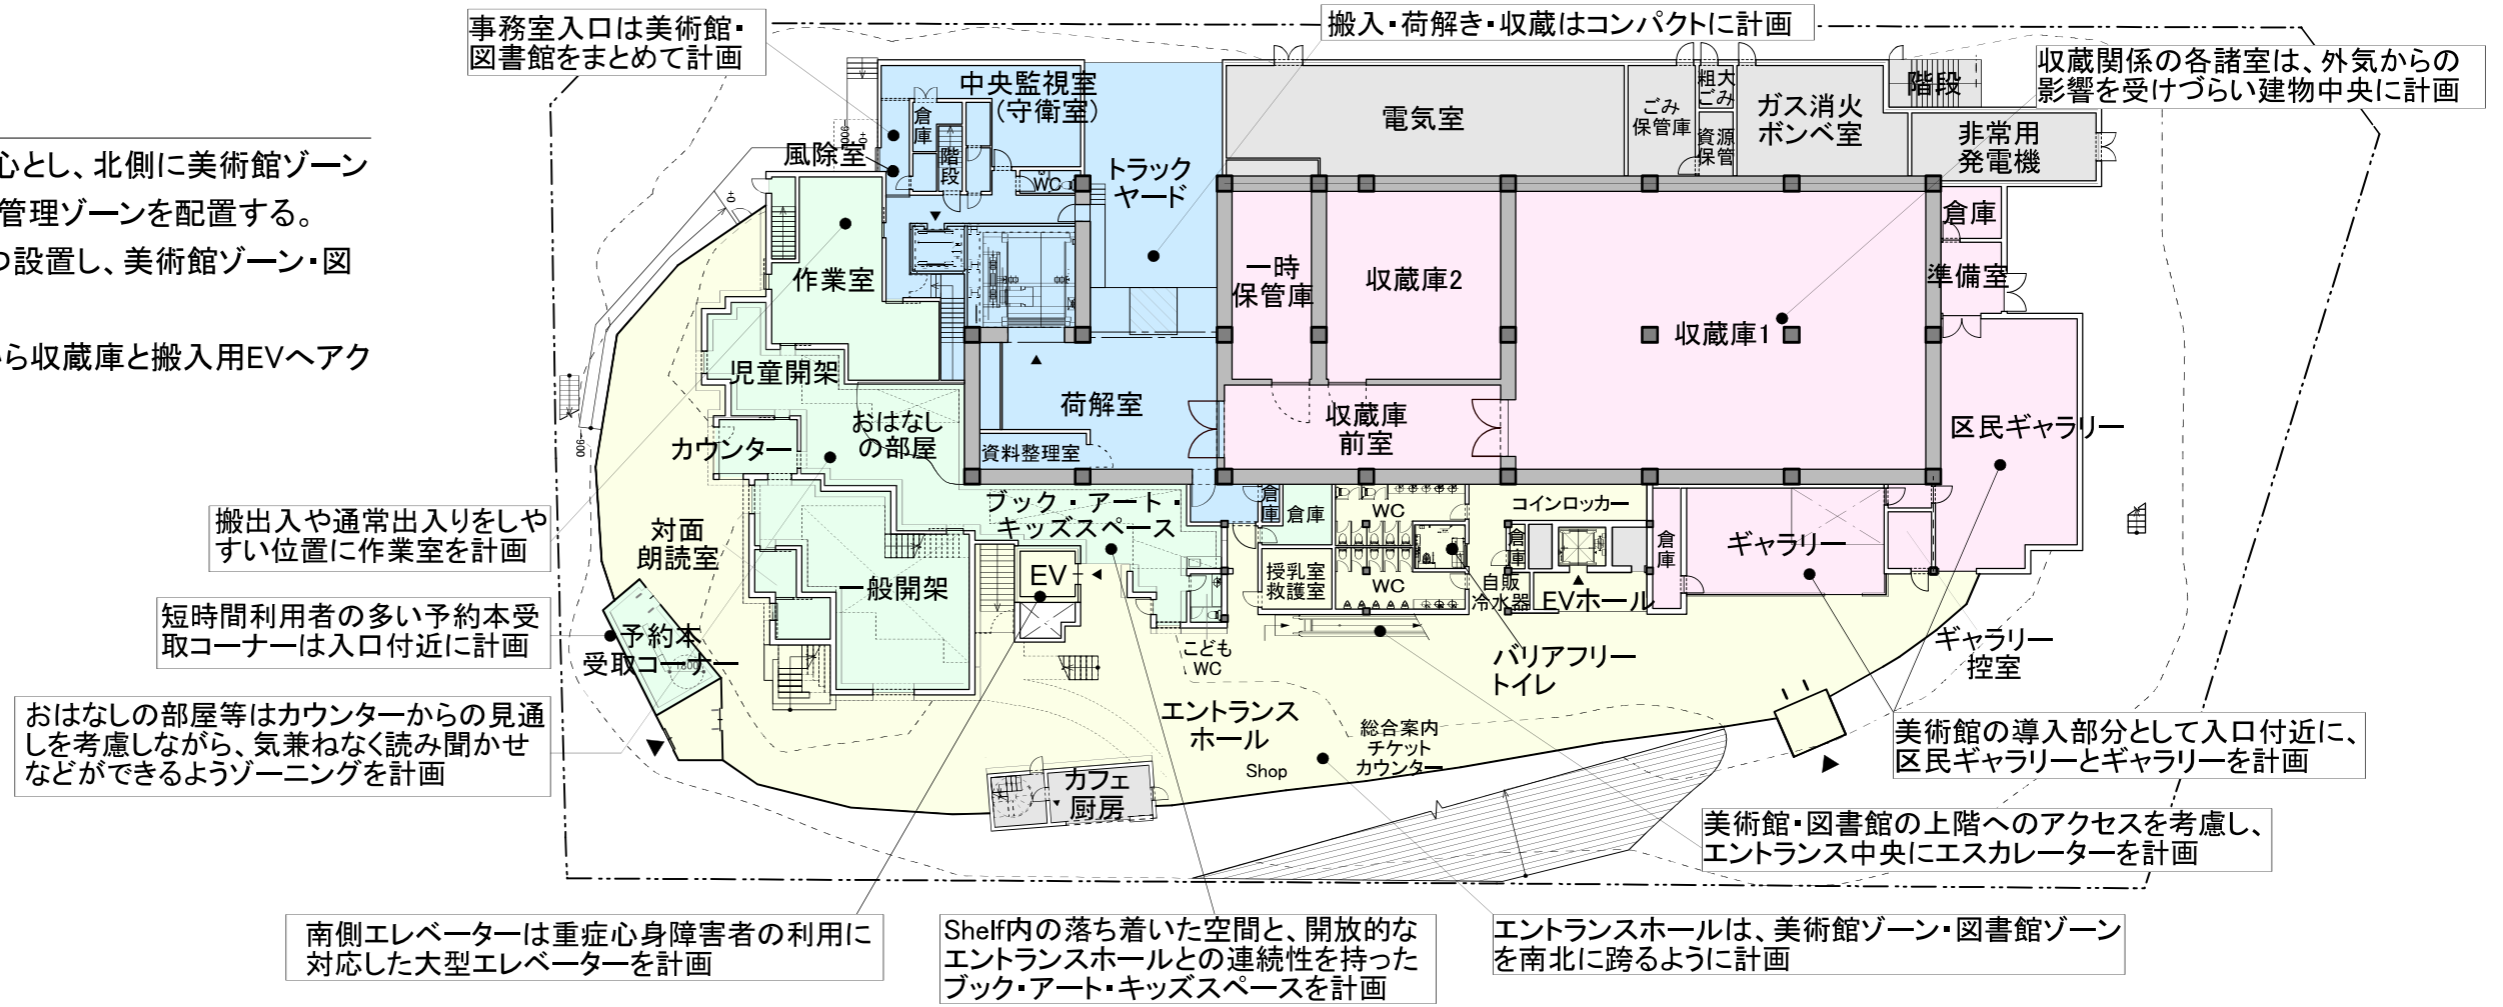 事務室入口は美術館・
図書館をまとめて計画
搬入・荷解き・収蔵はコンパクトに計画
収蔵関係の各諸室は、外気からの
影響を受けづらい建物中央に計画
心とし、北側に美術館ゾーン
管理ゾーンを配置する。
つ設置し、美術館ゾーン・図
ら収蔵庫と搬入用EVへアク
中央監視室
(守衛室)
倉庫
階段
風除室
WC
トラック
ヤード
電気室
ごみ
保管庫
粗大
ごみ
資源
保管
ガス消火
ボンベ室
階段
非常用
発電機
倉庫
準備室
作業室
一時
保管庫
収蔵庫2
収蔵庫1
児童開架
荷解室
収蔵庫
前室
区民ギャラリー
おはなし
の部屋
カウンター
資料整理室
ブック・アート・
キッズスペース
倉庫
倉庫
WC
コインロッカー
倉庫
倉庫
ギャラリー
対面
朗読室
一般開架
EV
授乳室
救護室
WC
自販
冷水器
EVホール
予約本
受取コーナー
1800
こども
WC
バリアフリー
トイレ
ギャラリー
控室
エントランス
ホール
総合案内
チケット
カウンター
Shop
カフェ
厨房
-900
+0
+0
-900
搬出入や通常出入りをしや
すい位置に作業室を計画
短時間利用者の多い予約本受
取コーナーは入口付近に計画
おはなしの部屋等はカウンターからの見通
しを考慮しながら、気兼ねなく読み聞かせ
などができるようゾーニングを計画
美術館の導入部分として入口付近に、
区民ギャラリーとギャラリーを計画
美術館・図書館の上階へのアクセスを考慮し、
エントランス中央にエスカレーターを計画
南側エレベーターは重症心身障害者の利用に
対応した大型エレベーターを計画
Shelf内の落ち着いた空間と、開放的な
エントランスホールとの連続性を持った
ブック・アート・キッズスペースを計画
エントランスホールは、美術館ゾーン・図書館ゾーン
を南北に跨るように計画